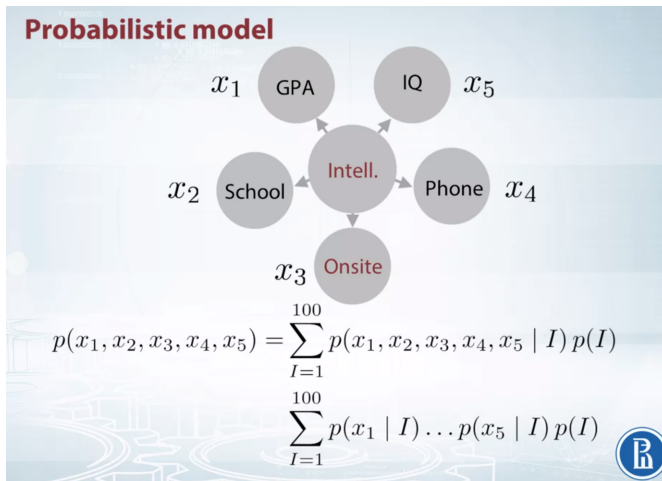 Probabilistic model
x₁ GPA IQ x₅
Intell.
x₂ School Phone x₄
x₃ Onsite
p(x₁, x₂, x₃, x₄, x₅) = ∑_{I=1}^{100} p(x₁, x₂, x₃, x₄, x₅ | I) p(I)
∑_{I=1}^{100} p(x₁ | I) … p(x₅ | I) p(I)